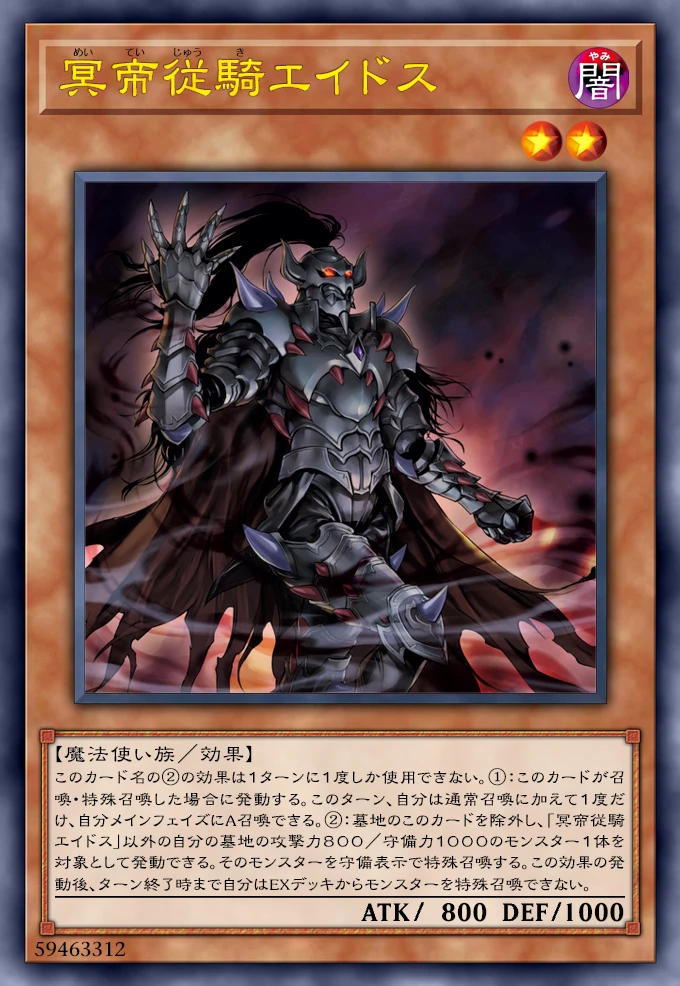 めい てい じゅう き
冥帝従騎エイドス
やみ
闇
【魔法使い族／効果】
このカード名の②の効果は1ターンに1度しか使用できない。①：このカードが召
喚・特殊召喚した場合に発動する。このターン、自分は通常召喚に加えて1度だ
け、自分メインフェイズにA召喚できる。②：墓地のこのカードを除外し、「冥帝従騎
エイドス」以外の自分の墓地の攻撃力800／守備力1000のモンスター1体を
対象として発動できる。そのモンスターを守備表示で特殊召喚する。この効果の発
動後、ターン終了時まで自分はEXデッキからモンスターを特殊召喚できない。
ATK/ 800 DEF/1000
59463312